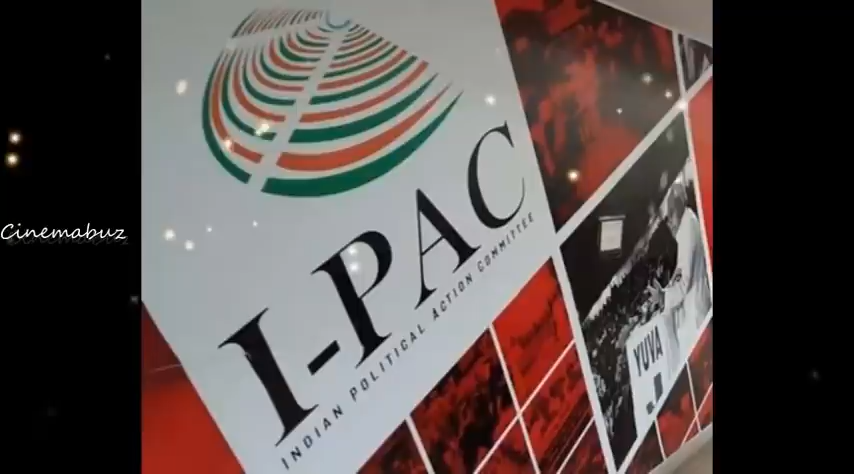 Cinemabuz
I-PAC
INDIAN POLITICAL ACTION COMMITTEE
YUVA
J